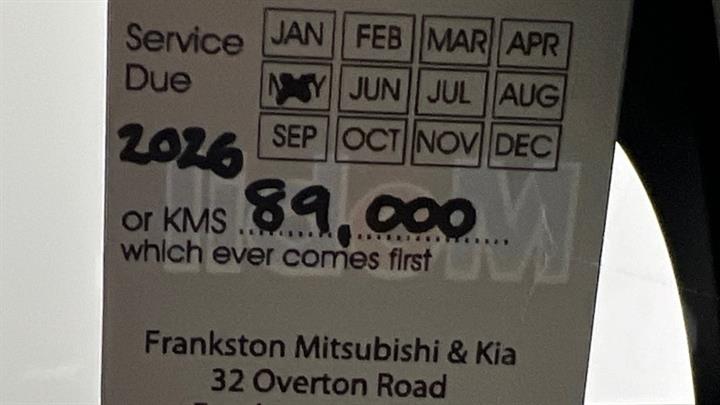 Service Due
JAN FEB MAR APR
MAY JUN JUL AUG
SEP OCT NOV DEC
2026
or KMS 89,000
which ever comes first
Mobil
Frankston Mitsubishi & Kia
32 Overton Road